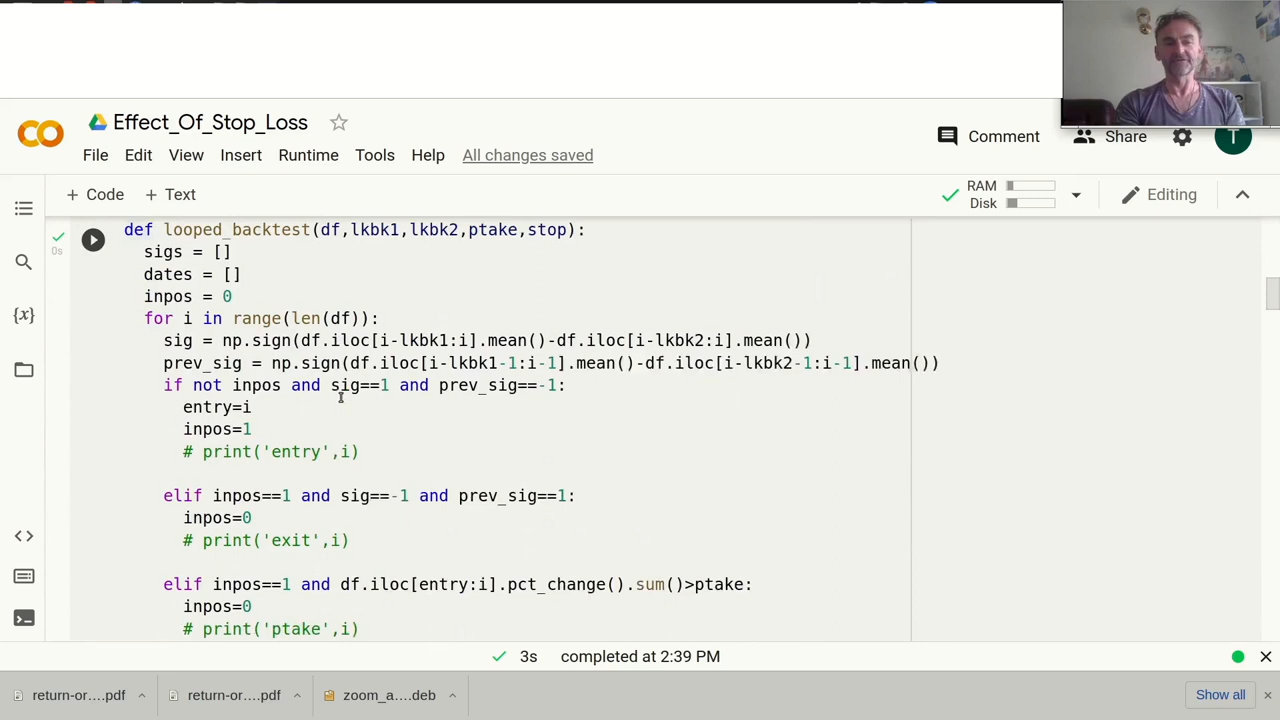 Effect_Of_Stop_Loss
File Edit View Insert Runtime Tools Help All changes saved
Comment Share T
+ Code + Text RAM Disk Editing
0s
def looped_backtest(df,lkbk1,lkbk2,ptake,stop):
sigs = []
dates = []
inpos = 0
for i in range(len(df)):
sig = np.sign(df.iloc[i-lkbk1:i].mean()-df.iloc[i-lkbk2:i].mean())
prev_sig = np.sign(df.iloc[i-lkbk1-1:i-1].mean()-df.iloc[i-lkbk2-1:i-1].mean())
if not inpos and sig==1 and prev_sig==-1:
entry=i
inpos=1
# print('entry',i)
elif inpos==1 and sig==-1 and prev_sig==1:
inpos=0
# print('exit',i)
elif inpos==1 and df.iloc[entry:i].pct_change().sum()>ptake:
inpos=0
# print('ptake',i)
{x}
3s completed at 2:39 PM
return-or....pdf return-or....pdf zoom_a....deb Show all